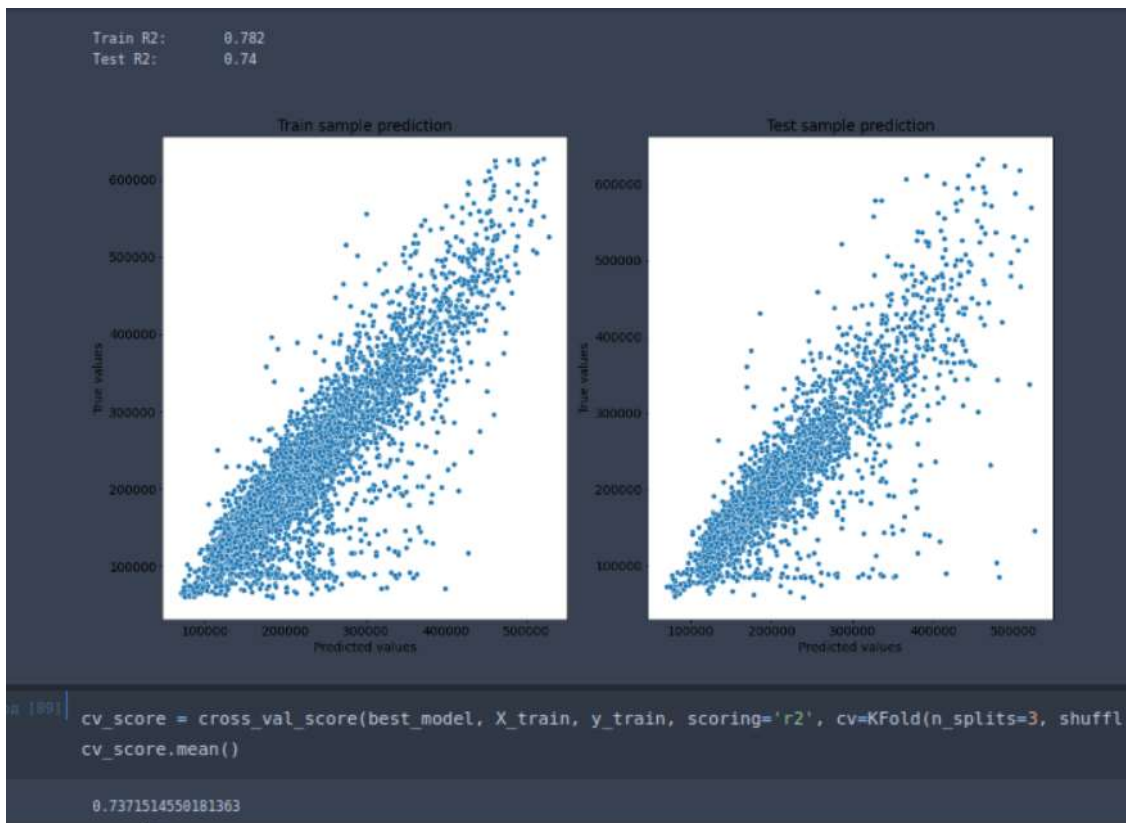 Train R2: 0.782
Test R2: 0.74
Train sample prediction
600000
500000
400000
300000
200000
100000
True values
100000 200000 300000 400000 500000
Predicted values
Test sample prediction
600000
500000
400000
300000
200000
100000
True values
100000 200000 300000 400000 500000
Predicted values
[89]
cv_score = cross_val_score(best_model, X_train, y_train, scoring='r2', cv=KFold(n_splits=3, shuffl
cv_score.mean()
0.7371514550181363